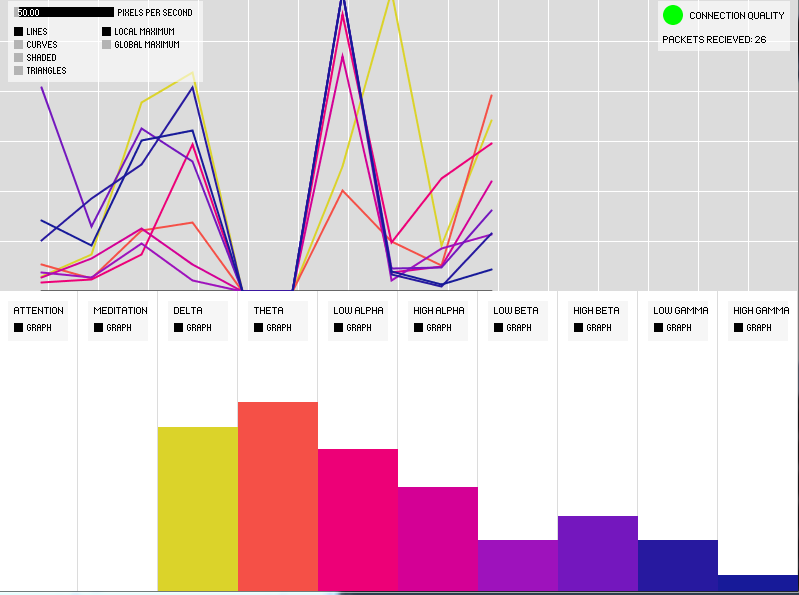 50.00 PIXELS PER SECOND
LINES LOCAL MAXIMUM
CURVES GLOBAL MAXIMUM
SHADED
TRIANGLES
CONNECTION QUALITY
PACKETS RECIEVED: 26
ATTENTION MEDITATION DELTA THETA LOW ALPHA HIGH ALPHA LOW BETA HIGH BETA LOW GAMMA HIGH GAMMA
GRAPH GRAPH GRAPH GRAPH GRAPH GRAPH GRAPH GRAPH GRAPH GRAPH